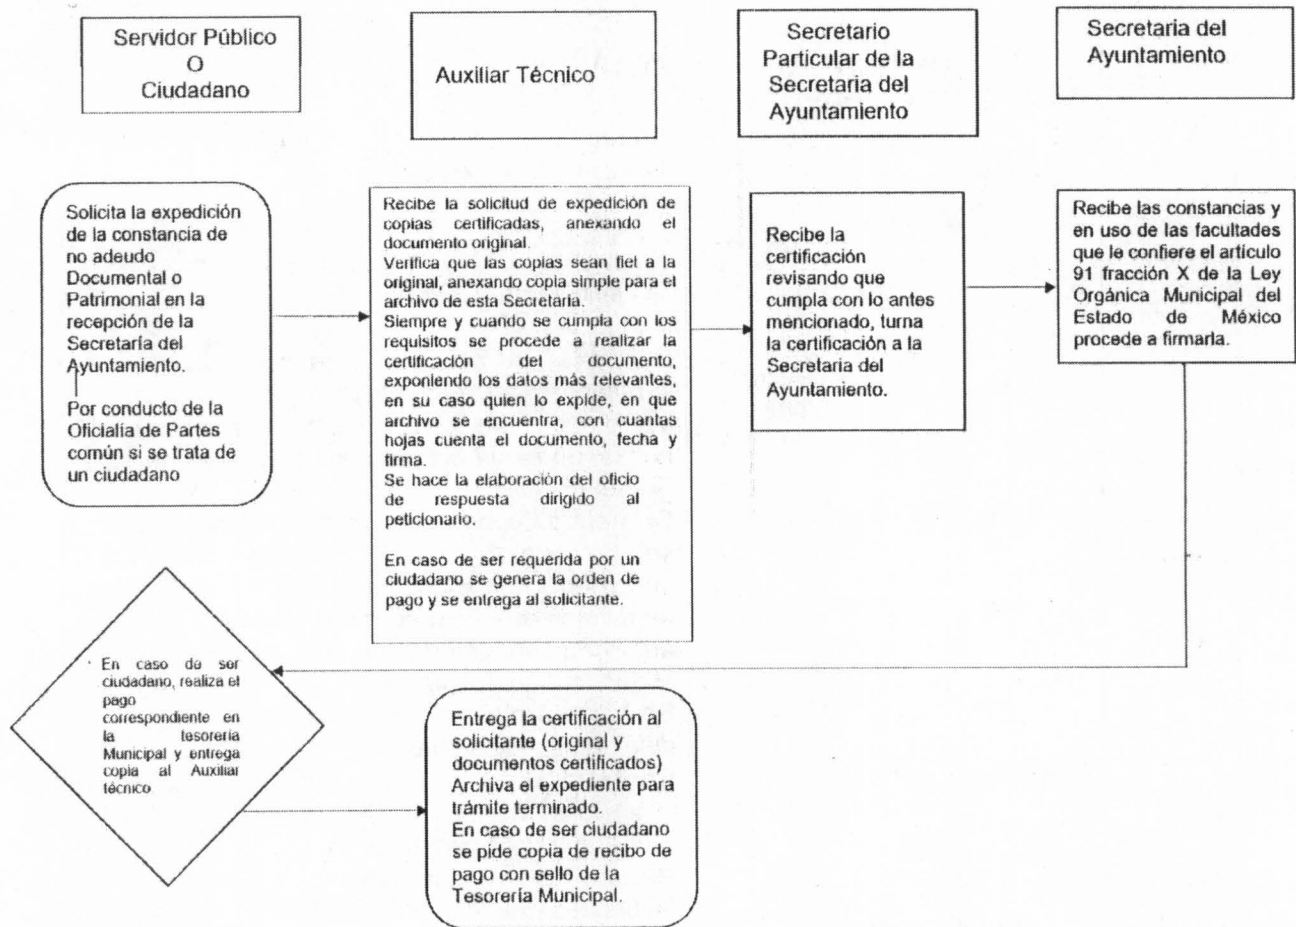 Servidor Público
O
Ciudadano
Auxiliar Técnico
Secretario
Particular de la
Secretaria del
Ayuntamiento
Secretaria del
Ayuntamiento
Solicita la expedición
de la constancia de
no adeudo
Documental o
Patrimonial en la
recepción de la
Secretaría del
Ayuntamiento.
Por conducto de la
Oficialía de Partes
común si se trata de
un ciudadano
Recibe la solicitud de expedición de
copias certificadas, anexando el
documento original.
Verifica que las copias sean fiel a la
original, anexando copia simple para el
archivo de esta Secretaria.
Siempre y cuando se cumpla con los
requisitos se procede a realizar la
certificación del documento,
exponiendo los datos más relevantes,
en su caso quien lo expide, en que
archivo se encuentra, con cuantas
hojas cuenta el documento, fecha y
firma.
Se hace la elaboración del oficio
de respuesta dirigido al
peticionario.
En caso de ser requerida por un
ciudadano se genera la orden de
pago y se entrega al solicitante.
Recibe la
certificación
revisando que
cumpla con lo antes
mencionado, turna
la certificación a la
Secretaria del
Ayuntamiento.
Recibe las constancias y
en uso de las facultades
que le confiere el artículo
91 fracción X de la Ley
Orgánica Municipal del
Estado de México
procede a firmarla.
En caso de ser
ciudadano, realiza el
pago
correspondiente en
la tesorería
Municipal y entrega
copia al Auxiliar
técnico
Entrega la certificación al
solicitante (original y
documentos certificados)
Archiva el expediente para
trámite terminado.
En caso de ser ciudadano
se pide copia de recibo de
pago con sello de la
Tesorería Municipal.